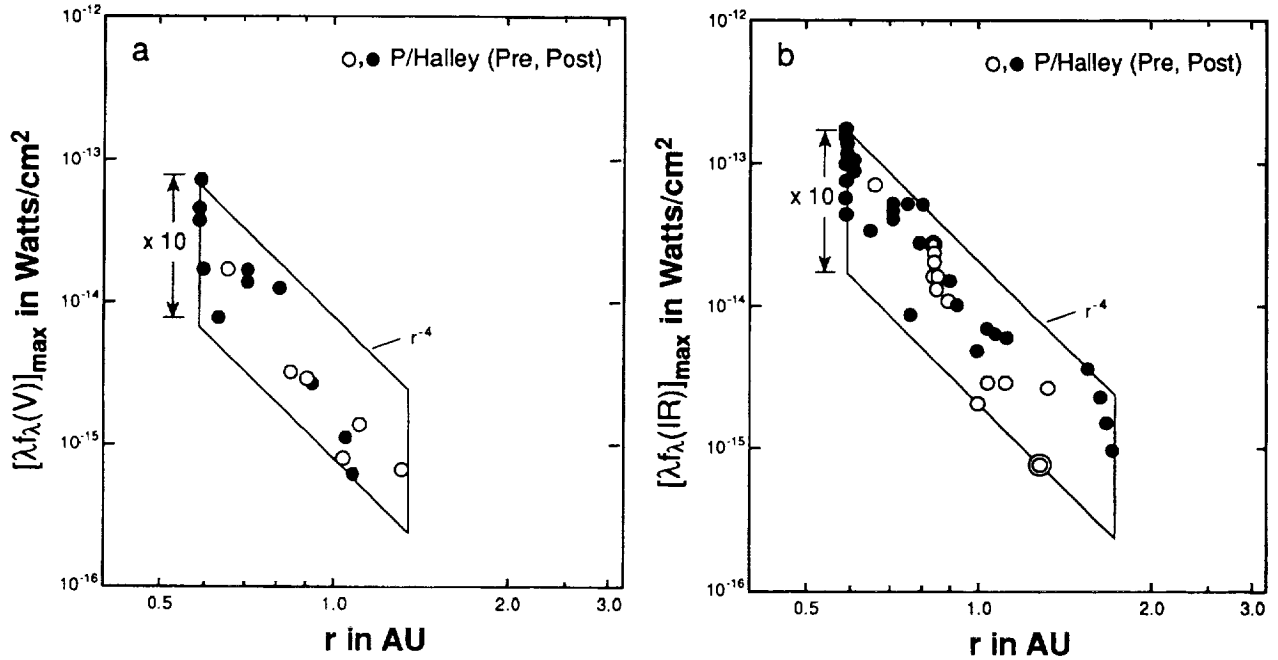 a
○,● P/Halley (Pre, Post)
10⁻¹²
10⁻¹³
10⁻¹⁴
10⁻¹⁵
10⁻¹⁶
[λfλ(V)]max in Watts/cm²
x 10
r⁻⁴
0.5 1.0 2.0 3.0
r in AU
b
○,● P/Halley (Pre, Post)
10⁻¹²
10⁻¹³
10⁻¹⁴
10⁻¹⁵
10⁻¹⁶
[λfλ(IR)]max in Watts/cm²
x 10
r⁻⁴
0.5 1.0 2.0 3.0
r in AU